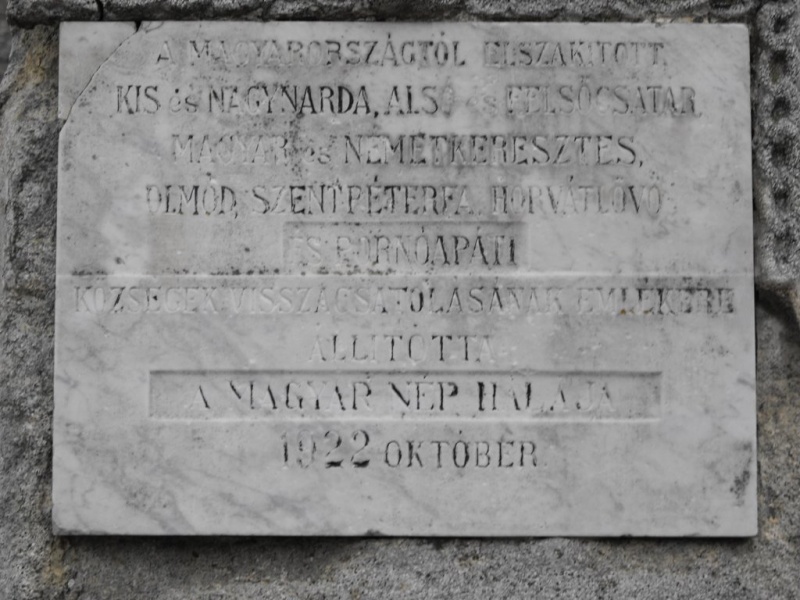 A MAGYARORSZÁGTÓL ELSZAKITOTT
KIS és NAGYNARDA, ALSÓ és FELSŐCSATAR,
MAGYAR és NÉMETKERESZTES,
OLMÓD, SZENTPÉTERFA, HORVÁTLÖVŐ
ÉS PORNÓAPÁTI
KÖZSÉGEK VISSZACSATOLÁSÁNAK EMLÉKÉRE
ÁLLITOTTA
A MAGYAR NÉP HÁLÁJA
1922 OKTÓBER.